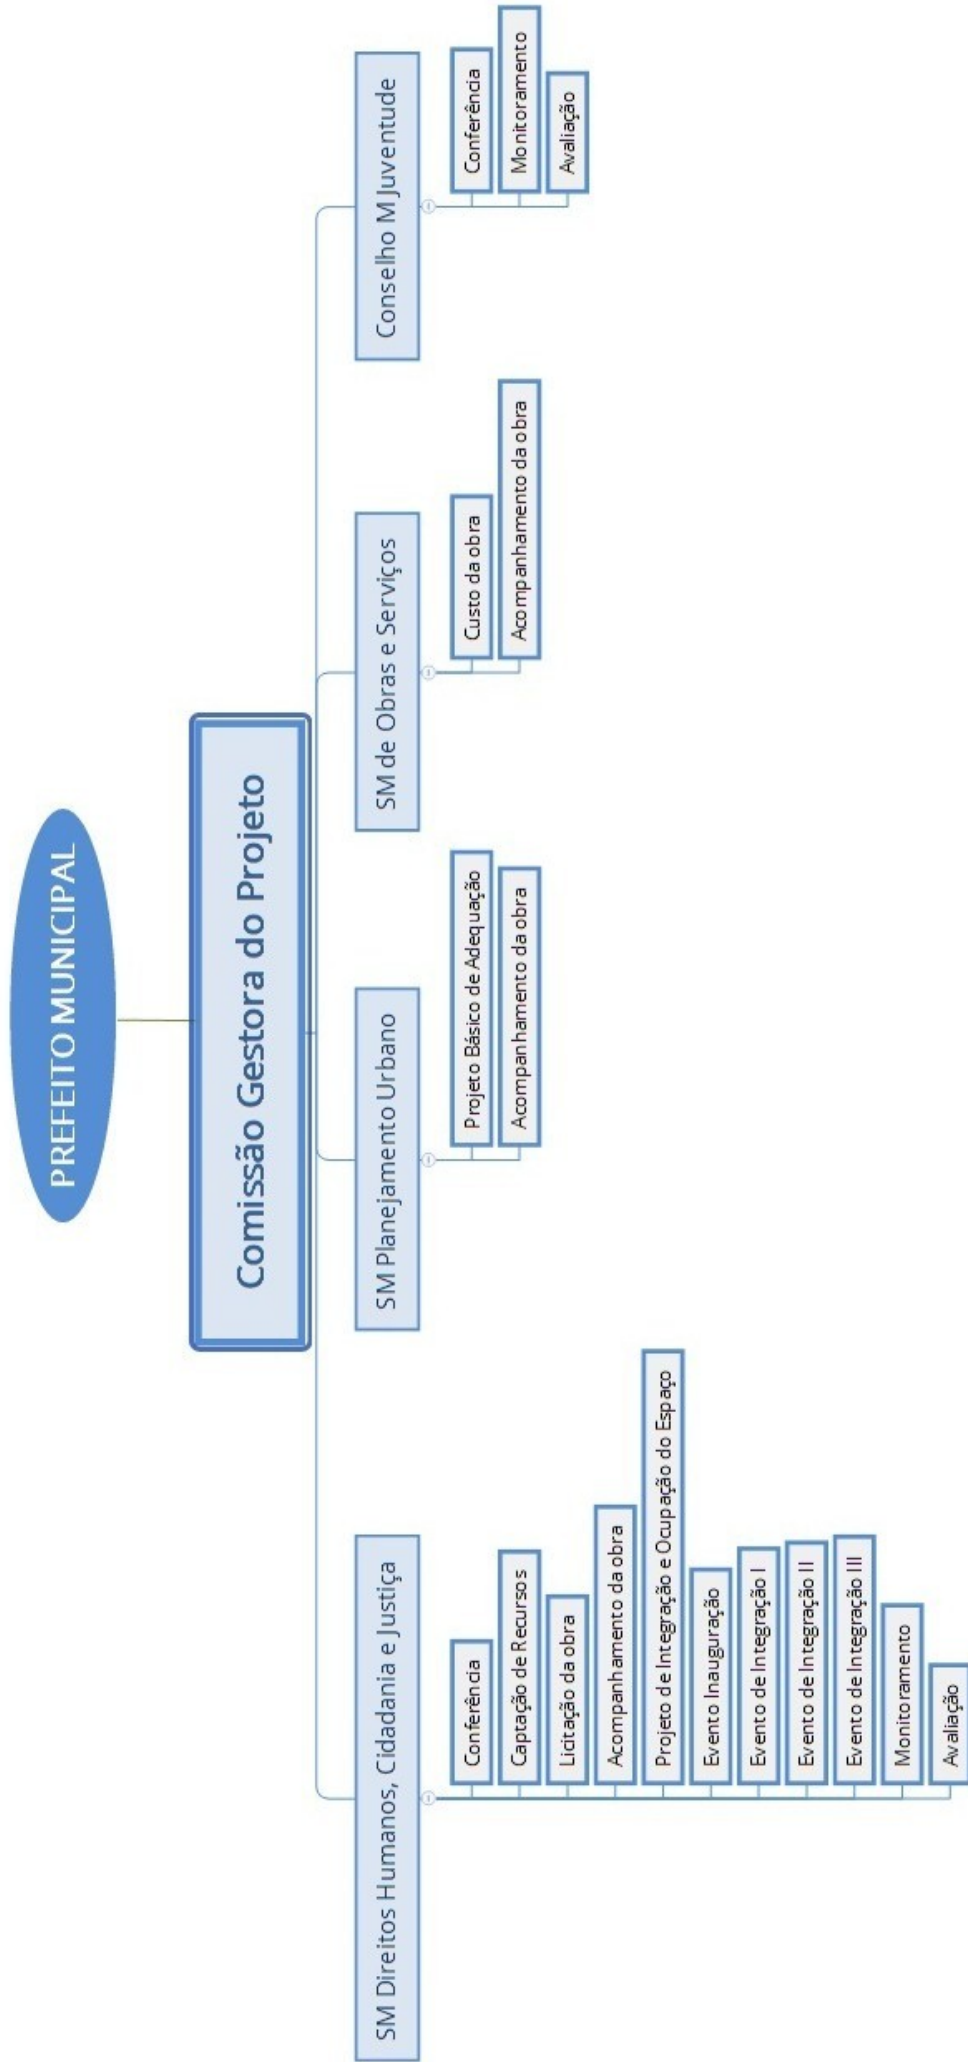 PREFEITO MUNICIPAL
Comissão Gestora do Projeto
SM Direitos Humanos, Cidadania e Justiça
Conferência
Captação de Recursos
Licitação da obra
Acompanhamento da obra
Projeto de Integração e Ocupação do Espaço
Evento Inauguração
Evento de Integração I
Evento de Integração II
Evento de Integração III
Monitoramento
Avaliação
SM Planejamento Urbano
Projeto Básico de Adequação
Acompanhamento da obra
SM de Obras e Serviços
Custo da obra
Acompanhamento da obra
Conselho M Juventude
Conferência
Monitoramento
Avaliação